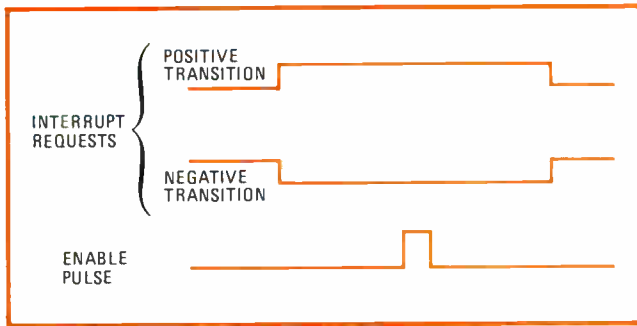 POSITIVE
TRANSITION
INTERRUPT
REQUESTS
NEGATIVE
TRANSITION
ENABLE
PULSE